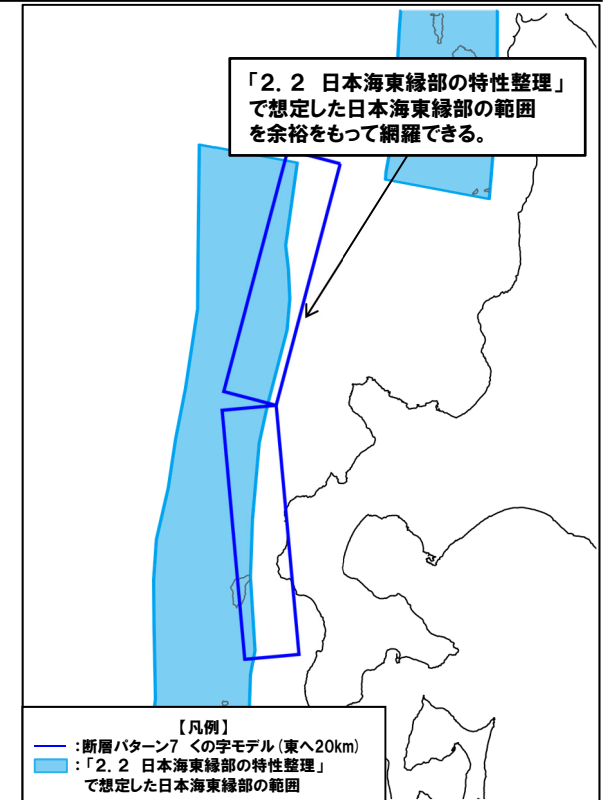 「2.2 日本海東縁部の特性整理」
で想定した日本海東縁部の範囲
を余裕をもって網羅できる。
【凡例】
:断層パターン7 くの字モデル(東へ20km)
:「2.2 日本海東縁部の特性整理」
で想定した日本海東縁部の範囲